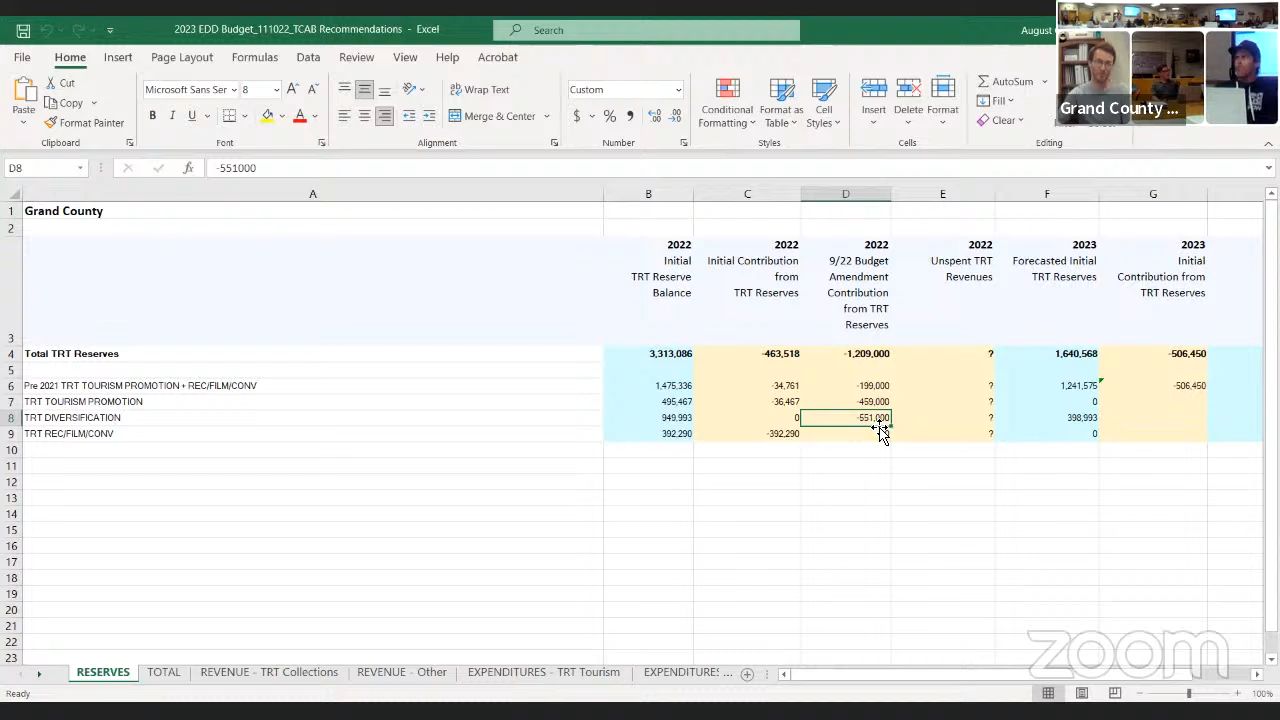 2023 EDD Budget_111022_TCAB Recommendations - Excel
Search
August
File Home Insert Page Layout Formulas Data Review View Help Acrobat
Grand County ...
Paste
Cut
Copy
Format Painter
Clipboard
Microsoft Sans Ser 8
B I U
Font
Wrap Text
Merge & Center
Alignment
Custom
$ % 9
Number
Conditional Formatting
Format as Table
Cell Styles
Styles
Insert Delete Format
Cells
AutoSum
Fill
Clear
Editing
D8 fx -551000
A B C D E F G
1 Grand County
2
3
2022 Initial TRT Reserve Balance
2022 Initial Contribution from TRT Reserves
2022 9/22 Budget Amendment Contribution from TRT Reserves
2022 Unspent TRT Revenues
2023 Forecasted Initial TRT Reserves
2023 Initial Contribution from TRT Reserves
4 Total TRT Reserves 3,313,086 -463,518 -1,209,000 ? 1,640,568 -506,450
5
6 Pre 2021 TRT TOURISM PROMOTION + REC/FILM/CONV 1,475,336 -34,761 -199,000 ? 1,241,575 -506,450
7 TRT TOURISM PROMOTION 495,467 -36,467 -459,000 ? 0
8 TRT DIVERSIFICATION 949,993 0 -551,000 ? 398,993
9 TRT REC/FILM/CONV 392,290 -392,290 ? 0
10
11
12
13
14
15
16
17
18
19
20
21
22
23
zoom
RESERVES TOTAL REVENUE - TRT Collections REVENUE - Other EXPENDITURES - TRT Tourism EXPENDITURES ...
Ready
100%